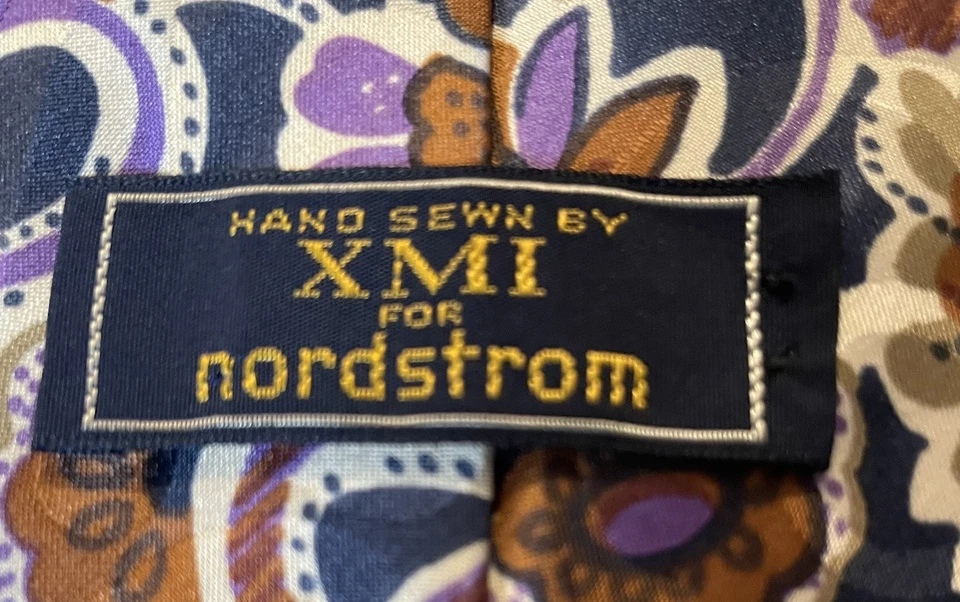 HAND SEWN BY
XMI
FOR
nordstrom